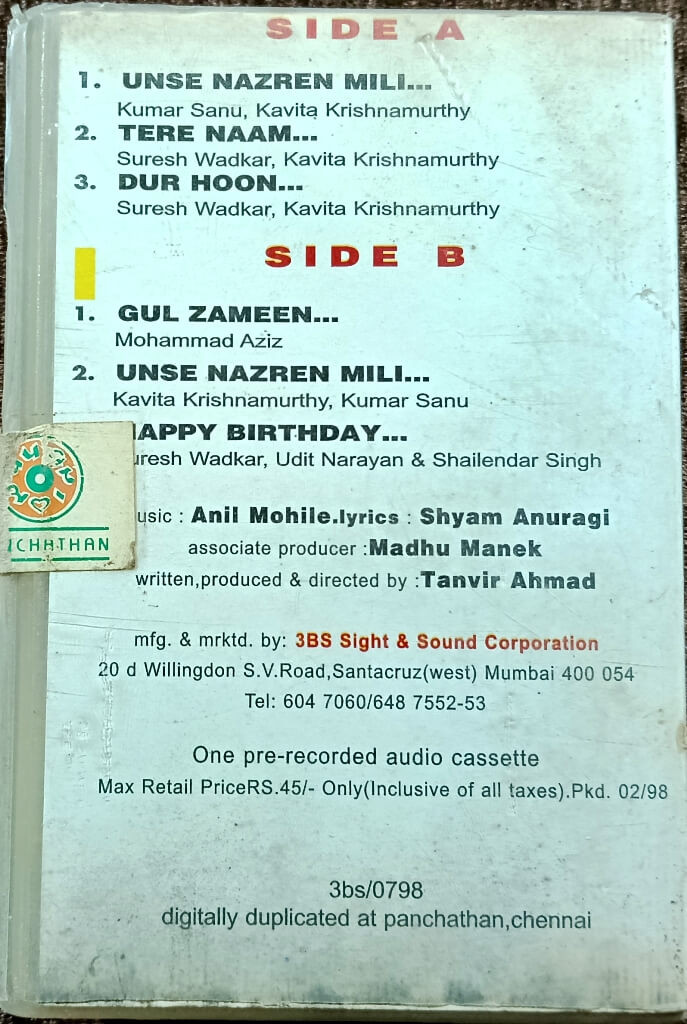 SIDE A
1. UNSE NAZREN MILI...
Kumar Sanu, Kavita Krishnamurthy
2. TERE NAAM...
Suresh Wadkar, Kavita Krishnamurthy
3. DUR HOON...
Suresh Wadkar, Kavita Krishnamurthy
SIDE B
1. GUL ZAMEEN...
Mohammad Aziz
2. UNSE NAZREN MILI...
Kavita Krishnamurthy, Kumar Sanu
APPY BIRTHDAY...
uresh Wadkar, Udit Narayan & Shailendar Singh
ICHATHAN
usic : Anil Mohile.lyrics : Shyam Anuragi
associate producer :Madhu Manek
written,produced & directed by :Tanvir Ahmad
mfg. & mrktd. by: 3BS Sight & Sound Corporation
20 d Willingdon S.V.Road,Santacruz(west) Mumbai 400 054
Tel: 604 7060/648 7552-53
One pre-recorded audio cassette
Max Retail PriceRS.45/- Only(Inclusive of all taxes).Pkd. 02/98
3bs/0798
digitally duplicated at panchathan,chennai